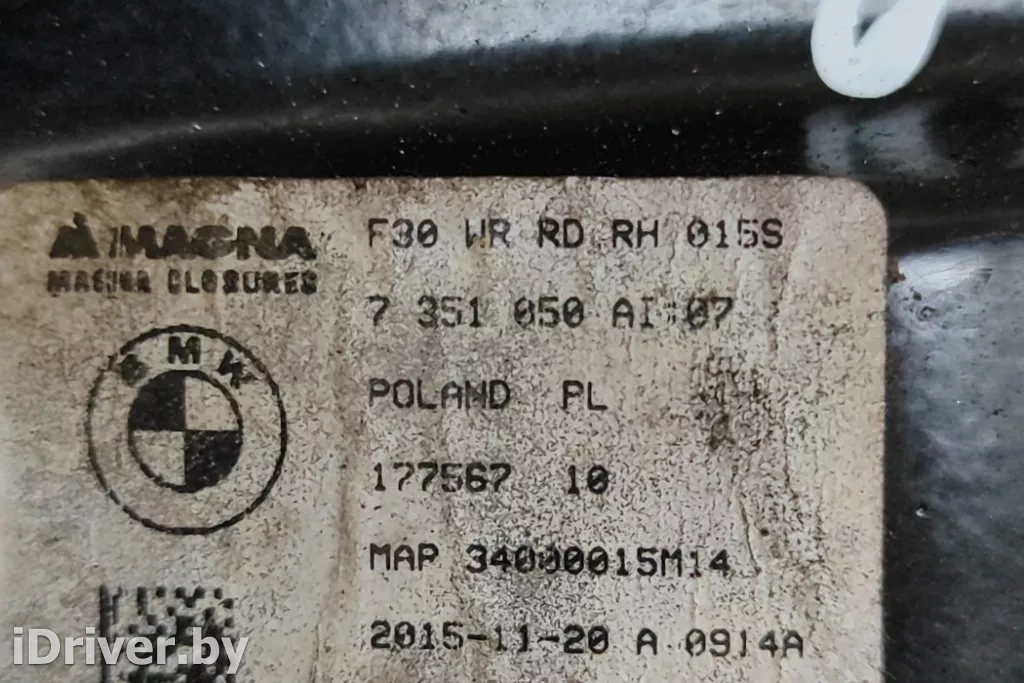 MAGNA
MAGNA CLOSURES
BMW
F30 WR RD RH 015S
7 351 050 AI 07
POLAND PL
177567 10
MAP 34000015M14
2015-11-20 A 0914A
iDriver.by